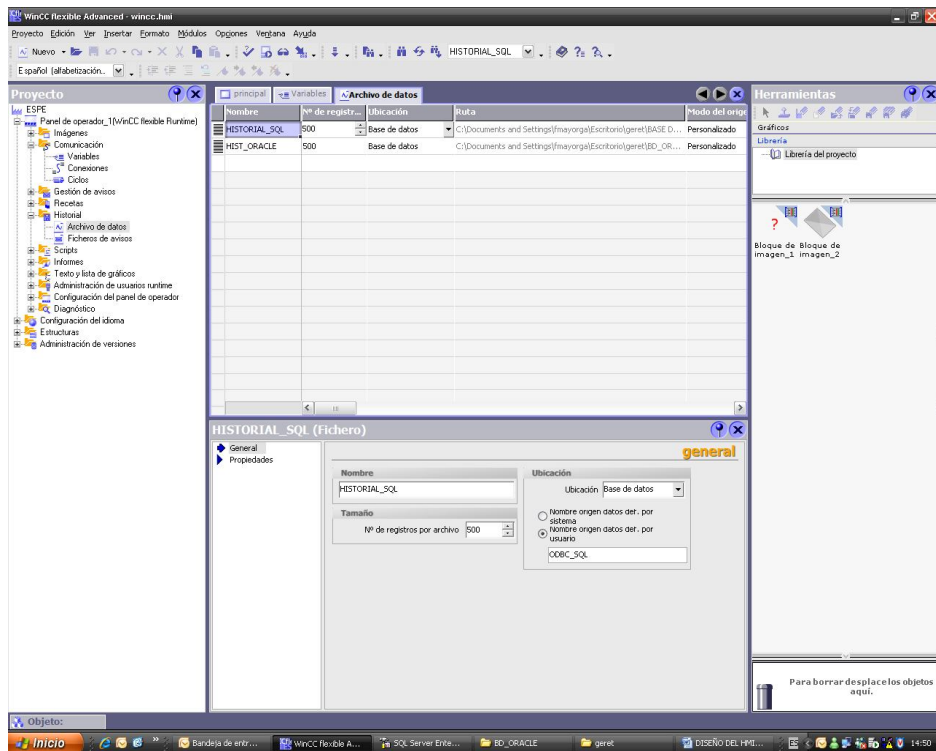 WinCC flexible Advanced - wincc.hmi
Proyecto Edición Ver Insertar Formato Módulos Opciones Ventana Ayuda
Nuevo HISTORIAL_SQL
Español (alfabetización...
Proyecto
ESPE
Panel de operador_1(WinCC flexible Runtime)
Imágenes
Comunicación
Variables
Conexiones
Ciclos
Gestión de avisos
Recetas
Historial
Archivo de datos
Ficheros de avisos
Scripts
Informes
Texto y lista de gráficos
Administración de usuarios runtime
Configuración del panel de operador
Diagnóstico
Configuración del idioma
Estructuras
Administración de versiones
principal Variables Archivo de datos
Nombre Nº de registr... Ubicación Ruta Modo del orige
HISTORIAL_SQL 500 Base de datos C:\Documents and Settings\fmayorga\Escritorio\geret\BASE D... Personalizado
HIST_ORACLE 500 Base de datos C:\Documents and Settings\fmayorga\Escritorio\geret\BD_OR... Personalizado
HISTORIAL_SQL (Fichero)
General
Propiedades
general
Nombre
HISTORIAL_SQL
Tamaño
Nº de registros por archivo 500
Ubicación
Ubicación Base de datos
Nombre origen datos def. por
sistema
Nombre origen datos def. por
usuario
ODBC_SQL
Herramientas
Gráficos
Librería
Librería del proyecto
Bloque de imagen_1
Bloque de imagen_2
Para borrar desplace los objetos
aquí.
Objeto:
Inicio Bandeja de entr... WinCC flexible A... SQL Server Ente... BD_ORACLE geret DISEÑO DEL HMI... 14:50